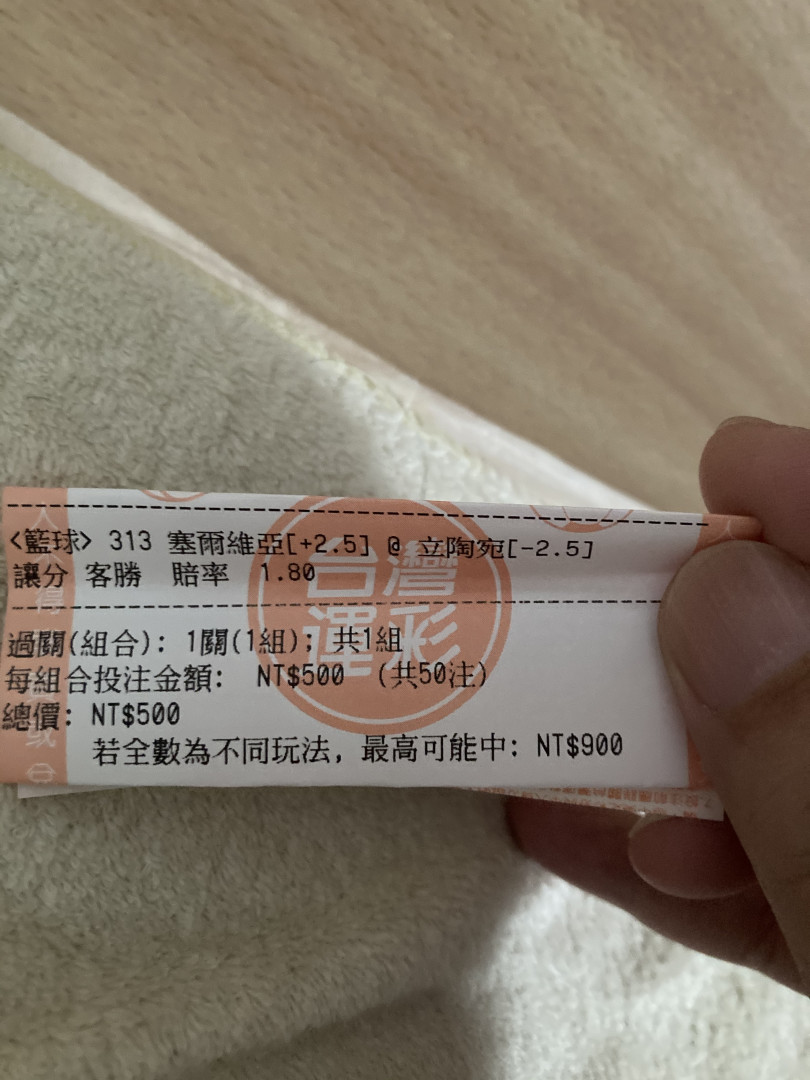 <籃球> 313 塞爾維亞[+2.5] @ 立陶宛[-2.5]
讓分 客勝 賠率 1.80
過關(組合): 1關(1組); 共1組
每組合投注金額: NT$500 (共50注)
總價: NT$500
若全數為不同玩法, 最高可能中: NT$900
台灣
運彩